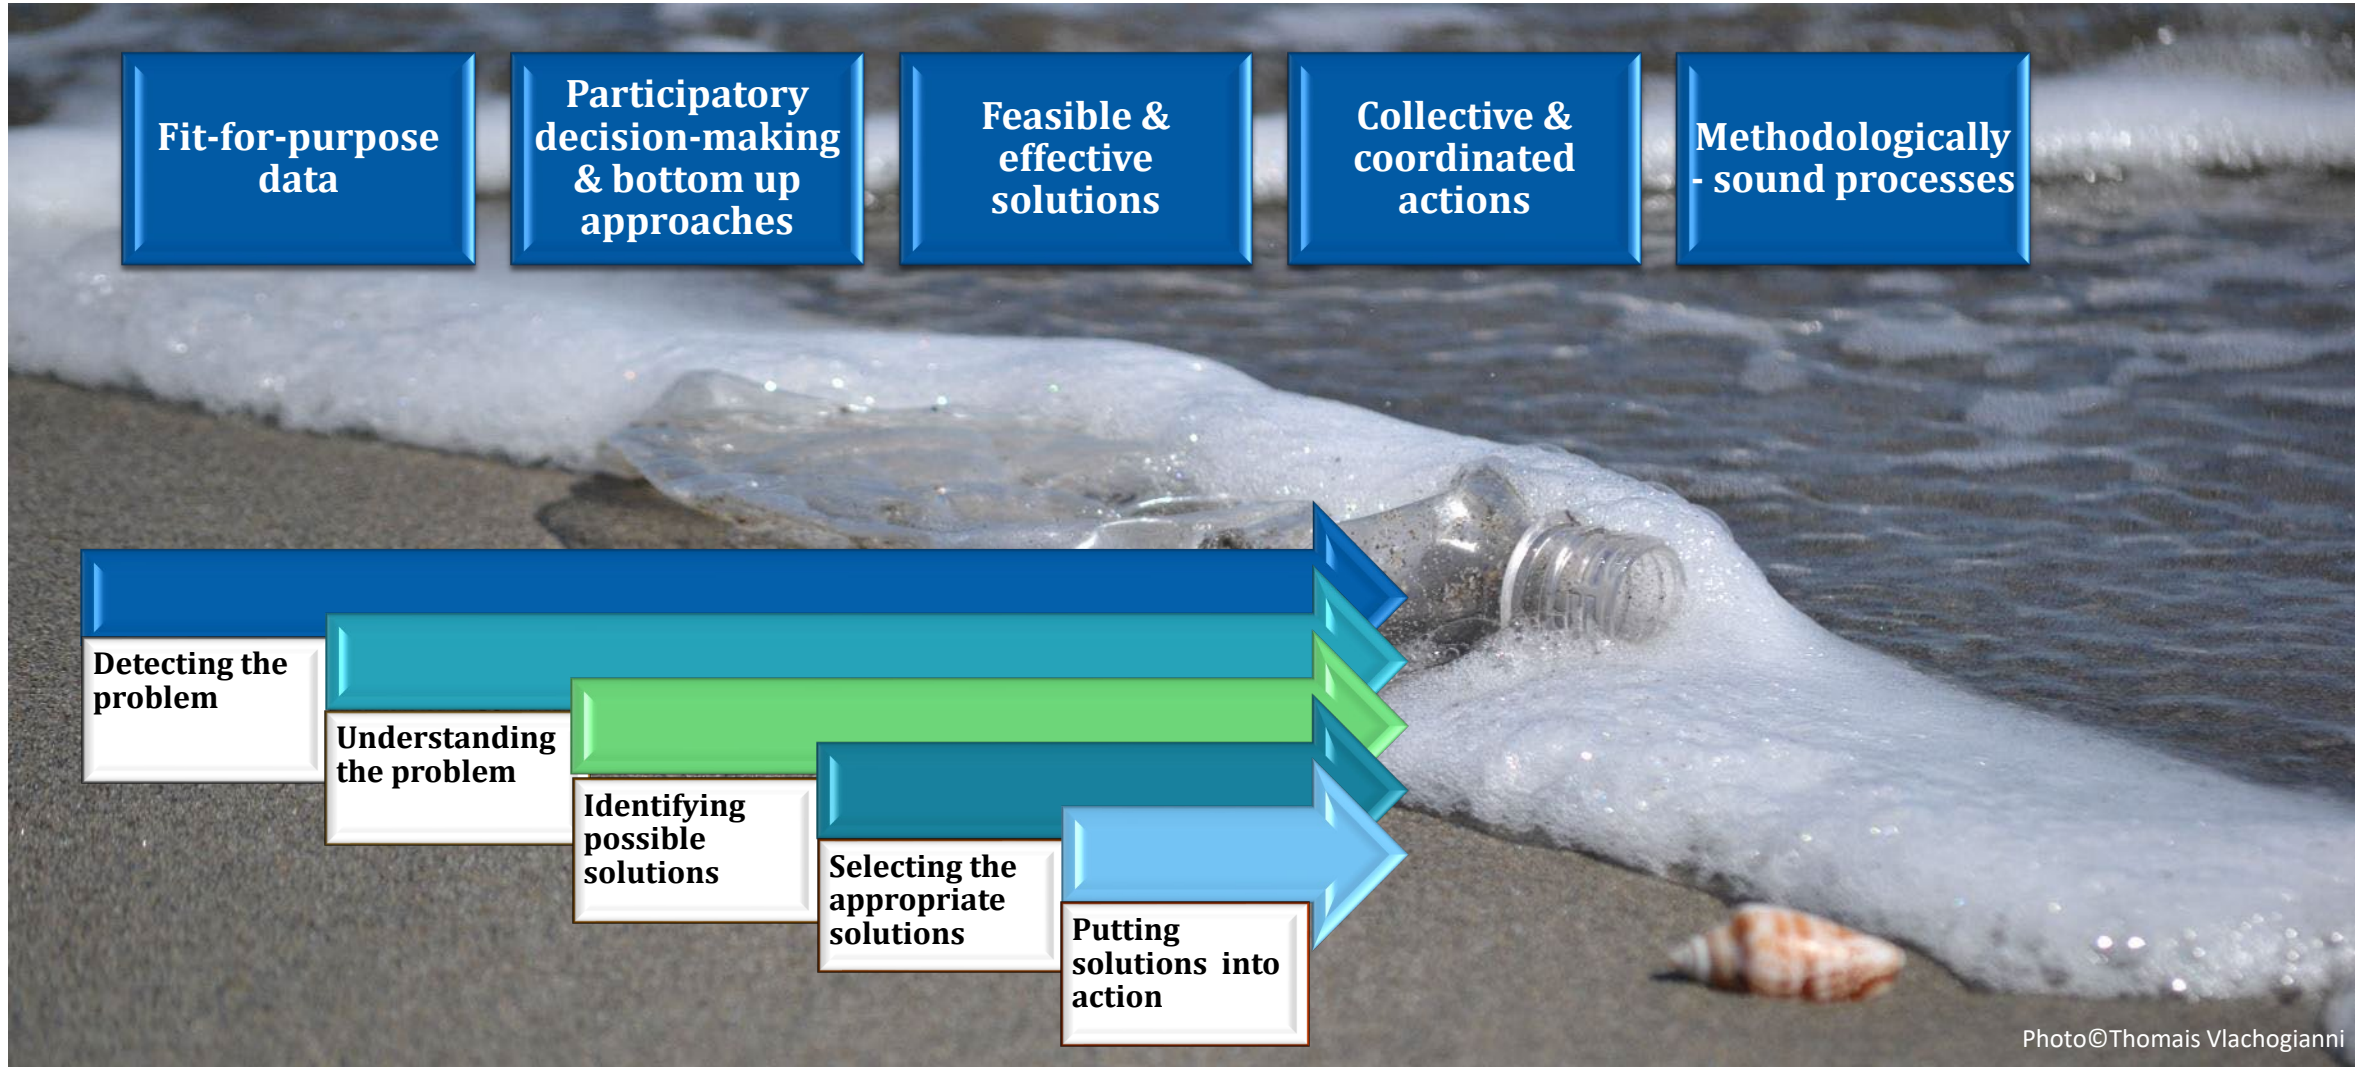 Fit-for-purpose
data
Participatory
decision-making
& bottom up
approaches
Feasible &
effective
solutions
Collective &
coordinated
actions
Methodologically
- sound processes
Detecting the
problem
Understanding
the problem
Identifying
possible
solutions
Selecting the
appropriate
solutions
Putting
solutions into
action
Photo©Thomais Vlachogianni